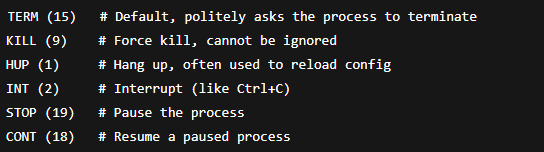 TERM (15)   # Default, politely asks the process to terminate
KILL (9)    # Force kill, cannot be ignored
HUP (1)     # Hang up, often used to reload config
INT (2)     # Interrupt (like Ctrl+C)
STOP (19)   # Pause the process
CONT (18)   # Resume a paused process